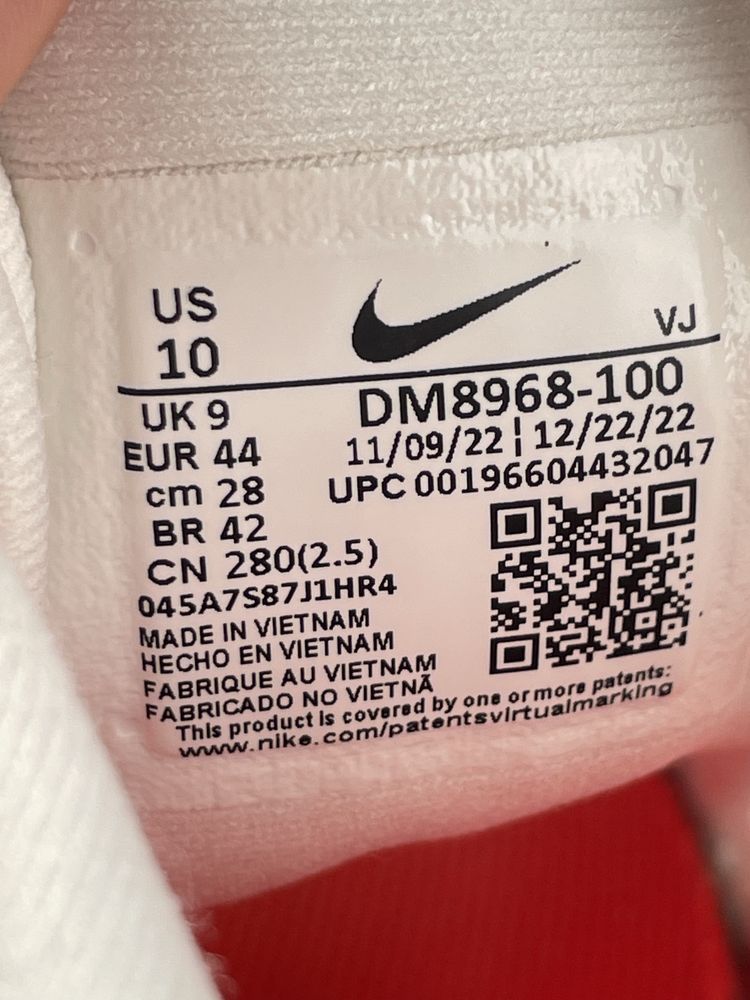 US
10
VJ
UK 9
EUR 44
cm 28
BR 42
CN 280(2.5)
045A7S87J1HR4
DM8968-100
11/09/22 ¦ 12/22/22
UPC 00196604432047
MADE IN VIETNAM
HECHO EN VIETNAM
FABRIQUE AU VIETNAM
FABRICADO NO VIETNÃ
This product is covered by one or more patents:
www.nike.com/patentsvirtualmarking